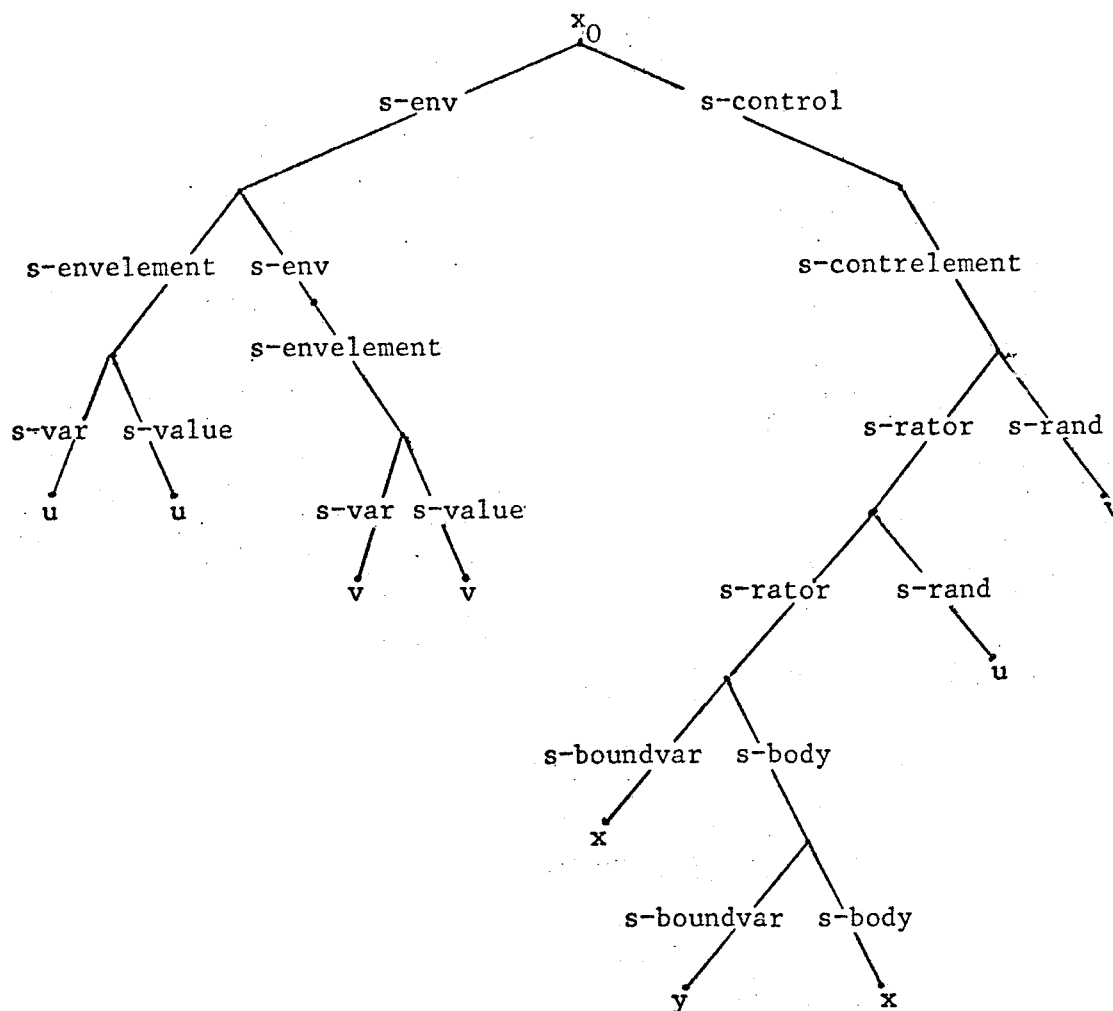 x0
s-env s-control
s-envelement s-env s-contrelement
s-envelement
s-var s-value s-rator s-rand
u u s-var s-value v
v v s-rator s-rand
u
s-boundvar s-body
x
s-boundvar s-body
y x